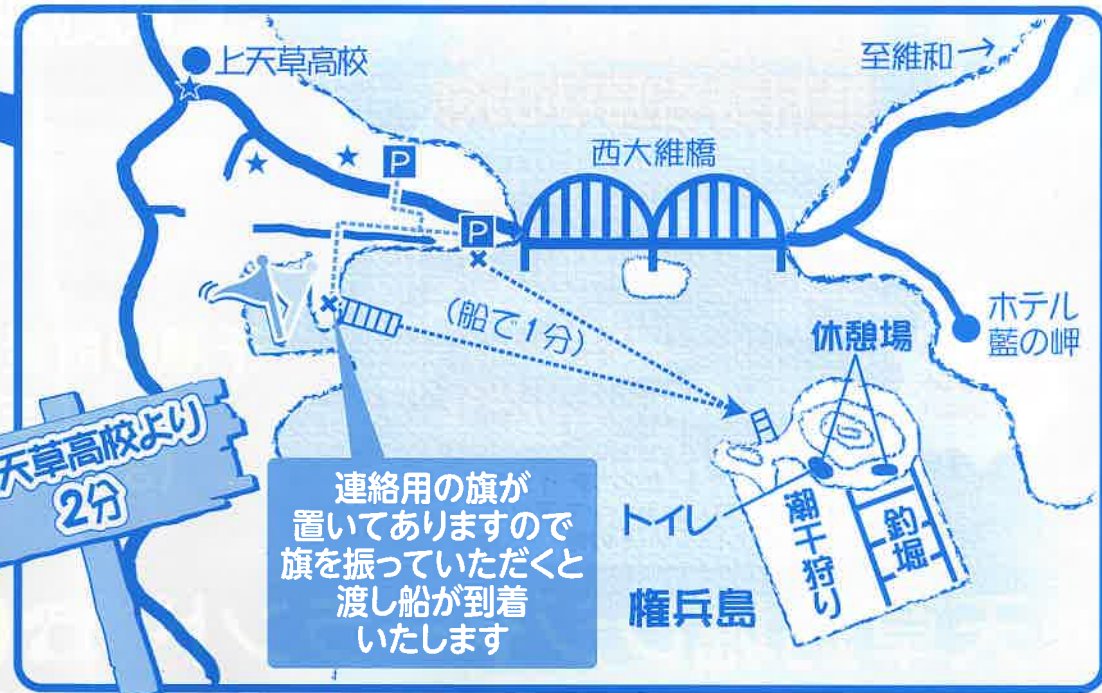 上天草高校
至維和→
西大維橋
P
P
(船で1分)
ホテル
藍の岬
休憩場
天草高校より
2分
連絡用の旗が
置いてありますので
旗を振っていただくと
渡し船が到着
いたします
トイレ
潮干狩り
釣堀
権兵島